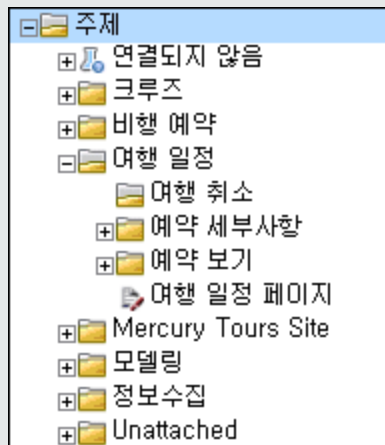 주제
연결되지 않음
크루즈
비행 예약
여행 일정
여행 취소
예약 세부사항
예약 보기
여행 일정 페이지
Mercury Tours Site
모델링
정보수집
Unattached